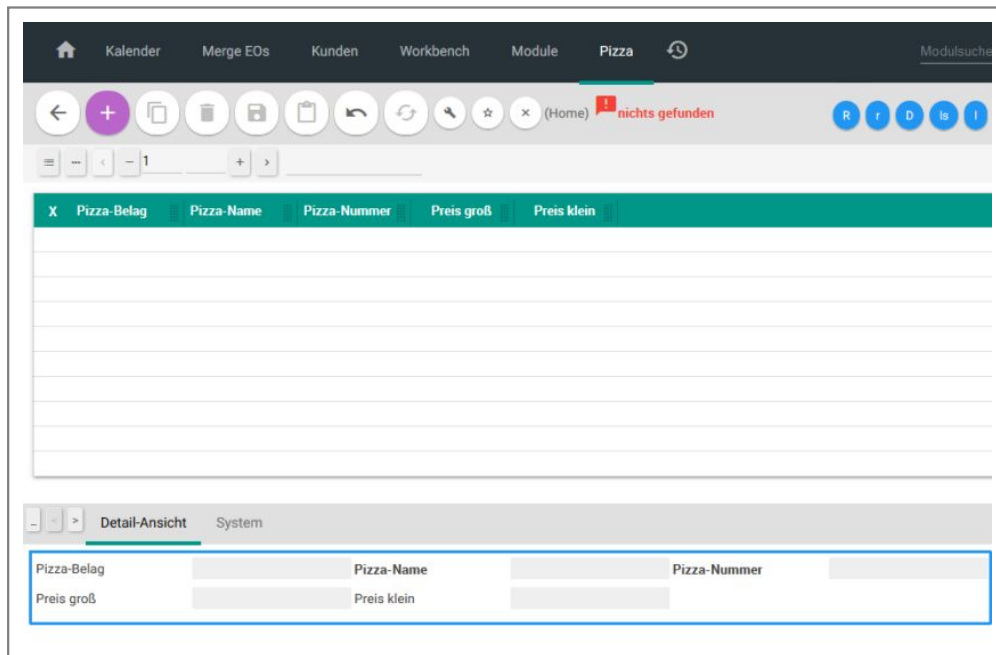 Kalender Merge EOs Kunden Workbench Module Pizza Modulsuche
(Home) nichts gefunden R r D Is I
1
X Pizza-Belag Pizza-Name Pizza-Nummer Preis groß Preis klein
Detail-Ansicht System
Pizza-Belag Pizza-Name Pizza-Nummer
Preis groß Preis klein